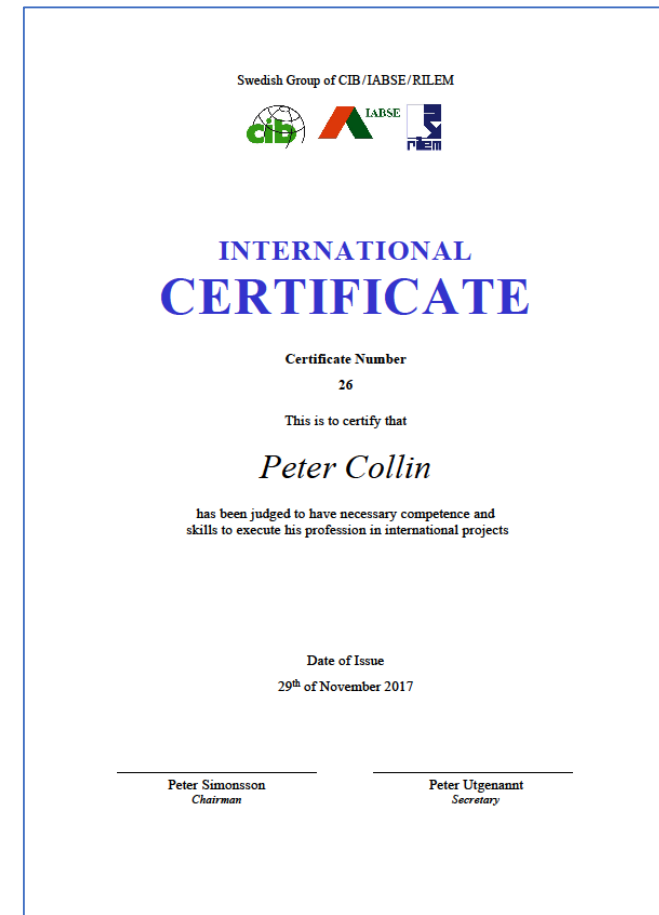 Swedish Group of CIB/IABSE/RILEM
cib
IABSE
rilem
INTERNATIONAL
CERTIFICATE
Certificate Number
26
This is to certify that
Peter Collin
has been judged to have necessary competence and
skills to execute his profession in international projects
Date of Issue
29th of November 2017
Peter Simonsson
Chairman
Peter Utgenannt
Secretary